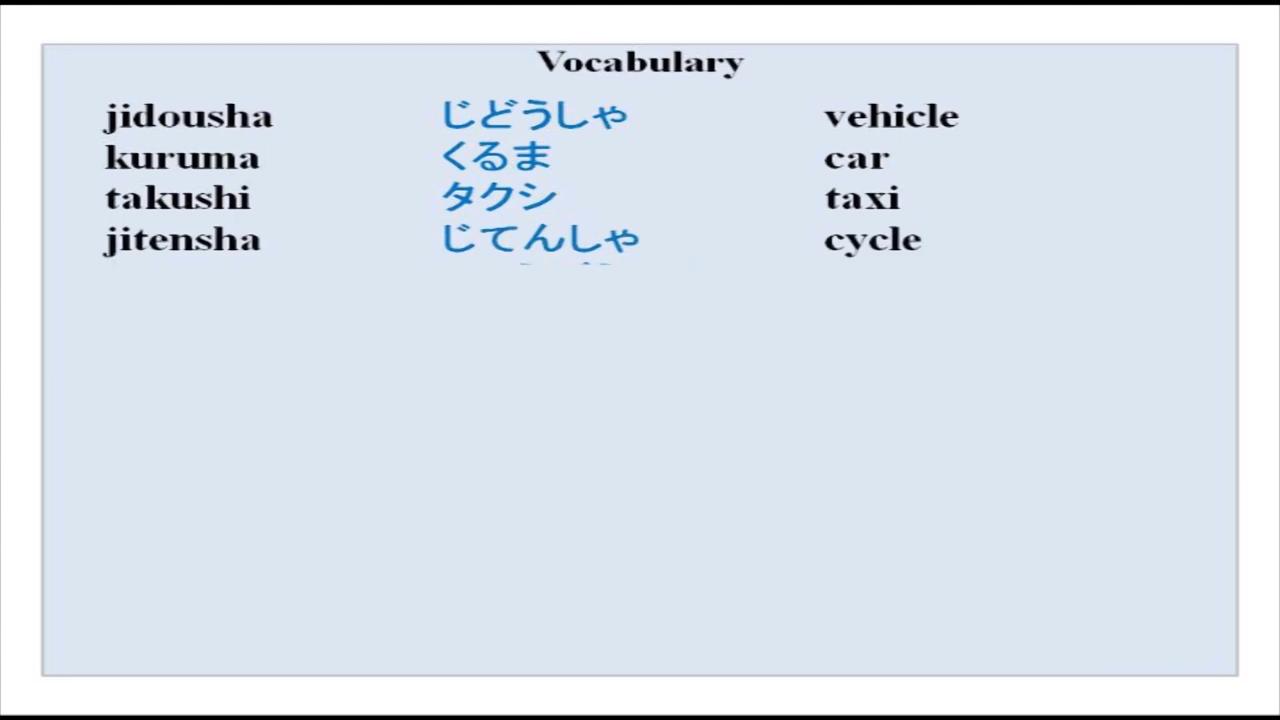 Vocabulary
jidousha じどうしゃ vehicle
kuruma くるま car
takushi タクシ taxi
jitensha じてんしゃ cycle